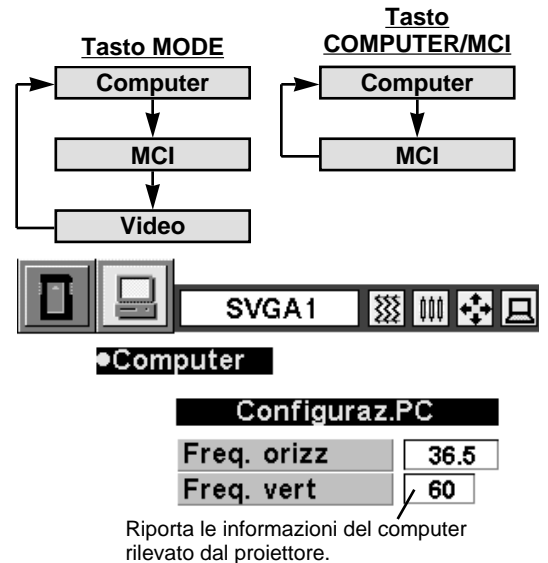 Tasto MODE
Computer
MCI
Video
Tasto
COMPUTER/MCI
Computer
MCI
SVGA1
●Computer
Configuraz.PC
Freq. orizz 36.5
Freq. vert 60
Riporta le informazioni del computer
rilevato dal proiettore.